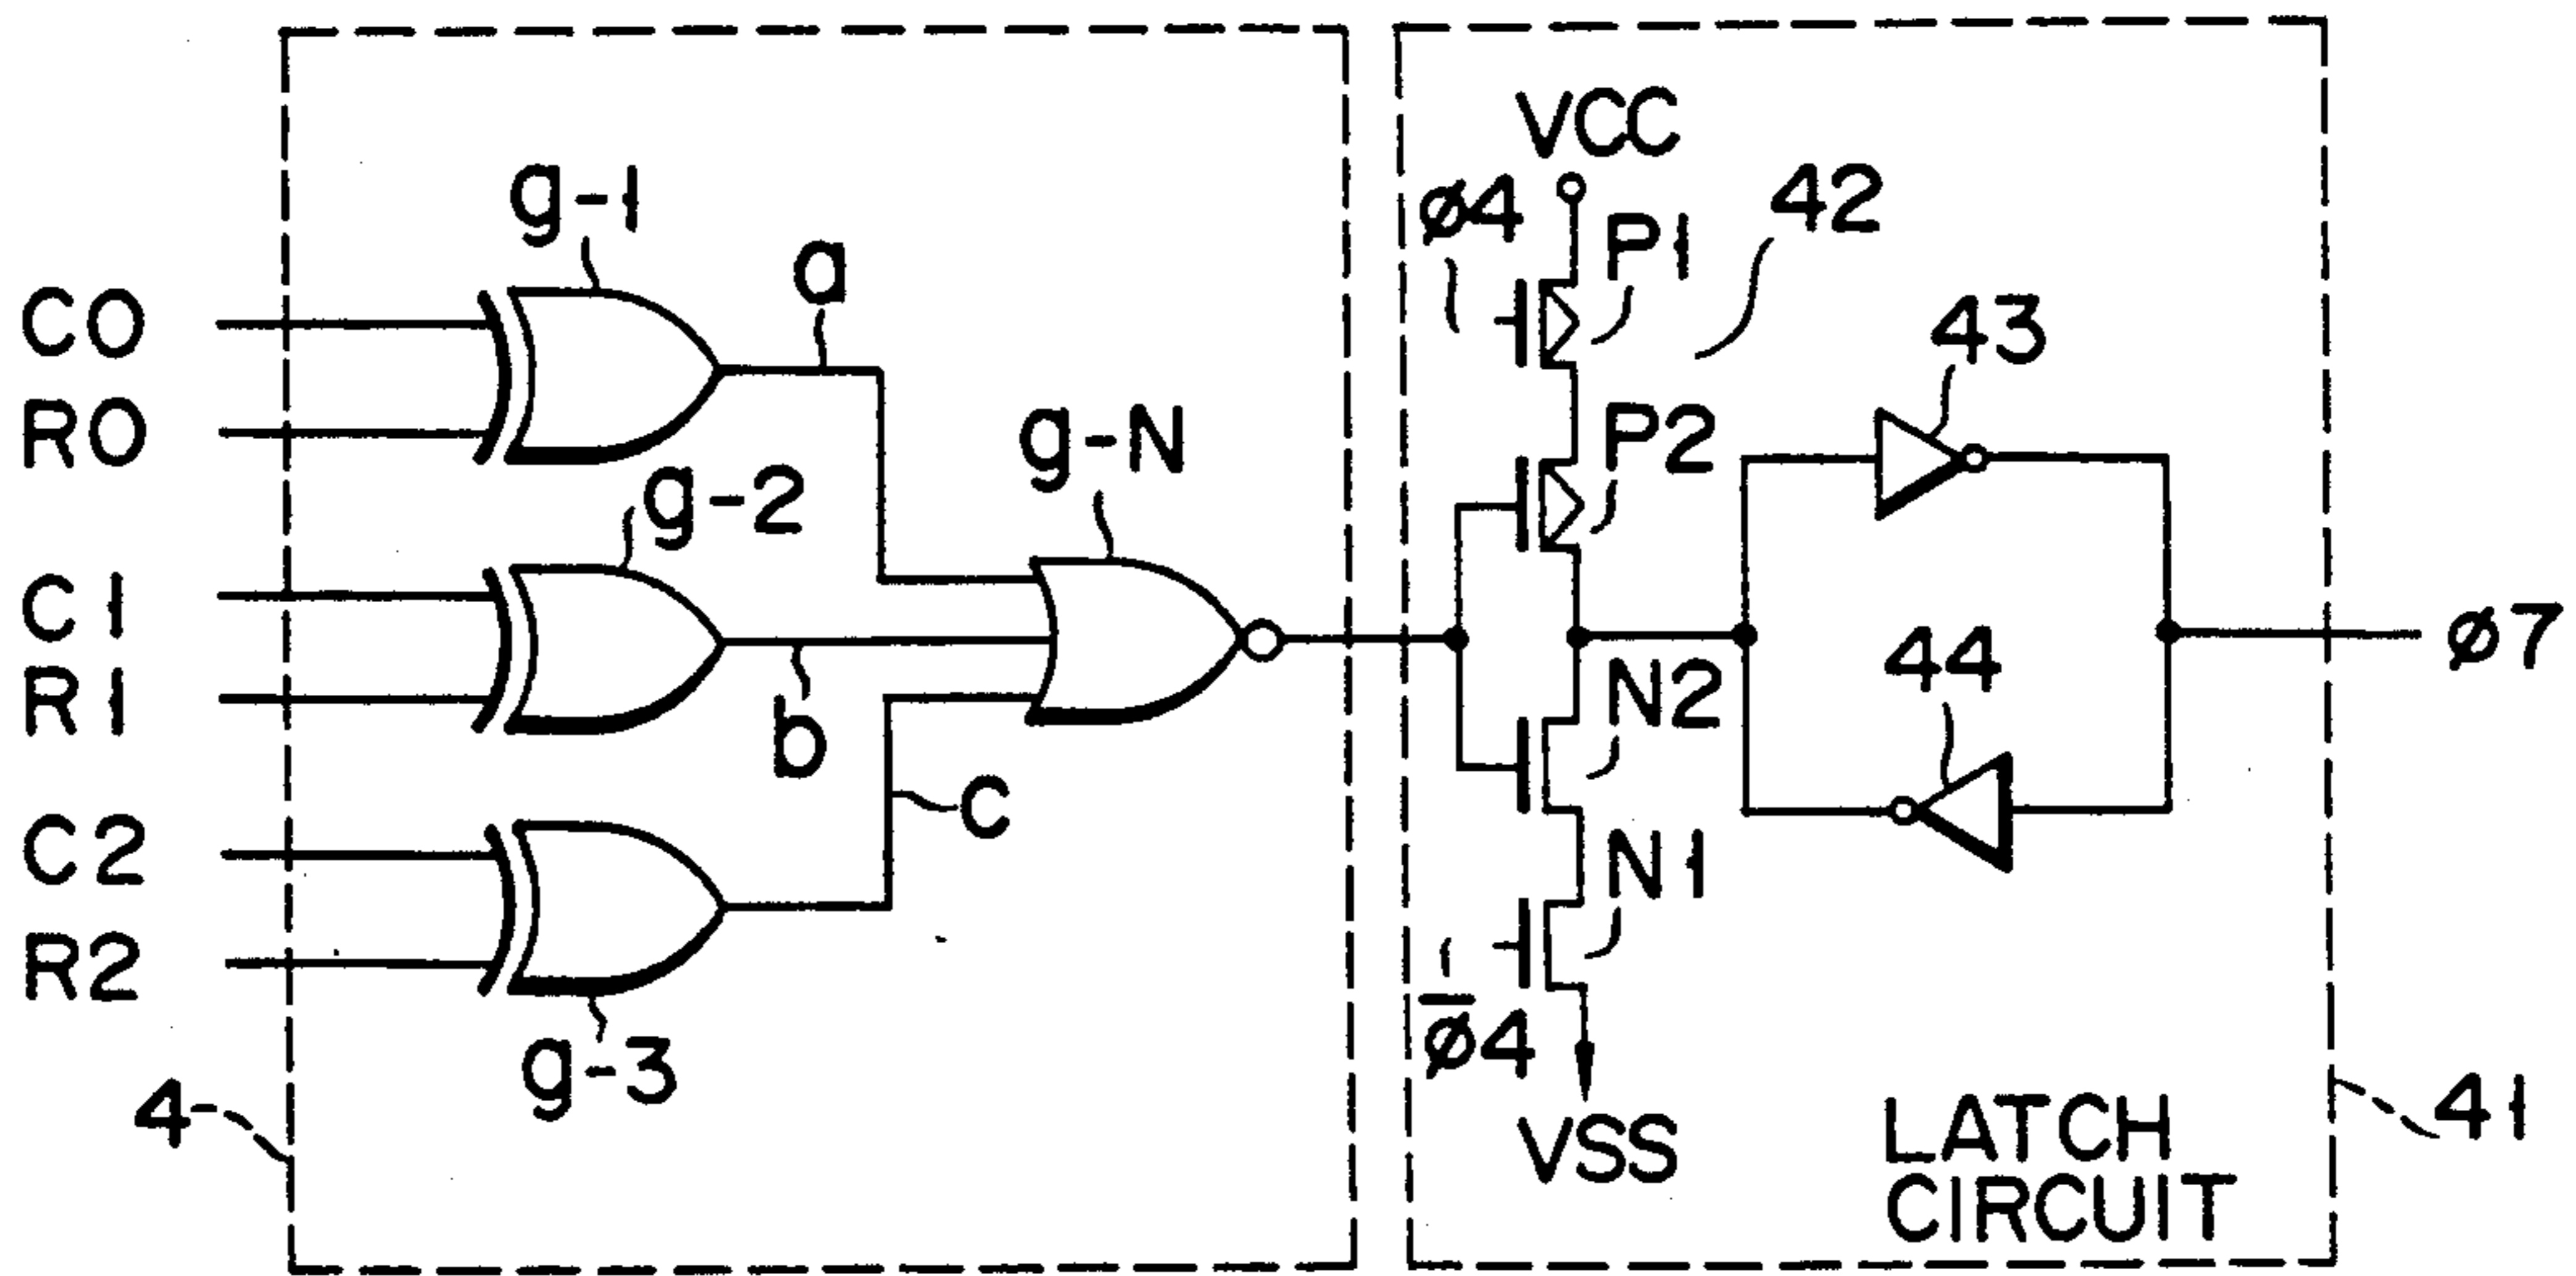 g-1
a
C0
R0
g-2
g-N
C1
R1
b
C2
R2
c
g-3
4
VCC
ø4
P1
42
43
P2
44
N2
ø7
N1
ø̅4
VSS
LATCH
CIRCUIT
41